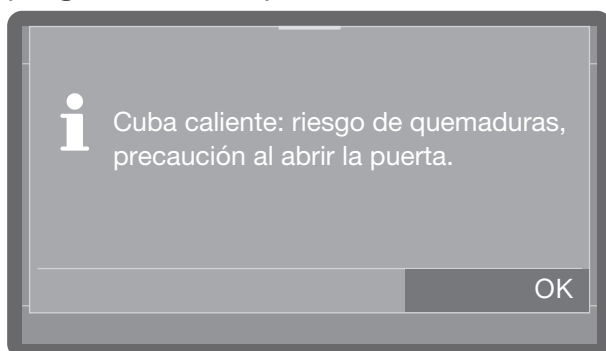 Cuba caliente: riesgo de quemaduras,
precaución al abrir la puerta.
OK